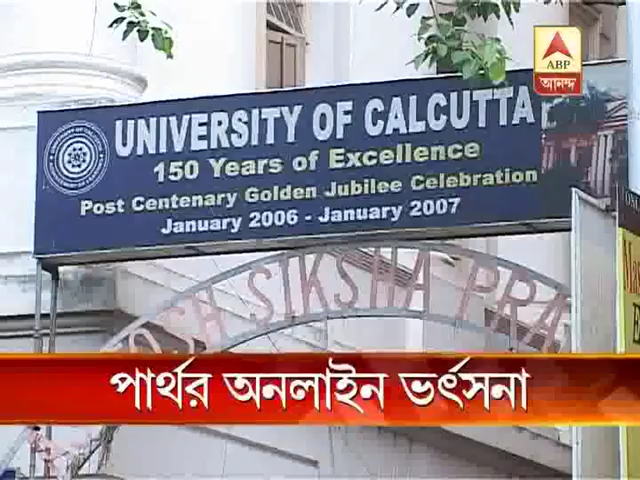 abp
ABP
আনন্দ
UNIVERSITY OF CALCUTTA
150 Years of Excellence
Post Centenary Golden Jubilee Celebration
January 2006 - January 2007
SIKSHA PRA
পার্থর অনলাইন ভর্ৎসনা